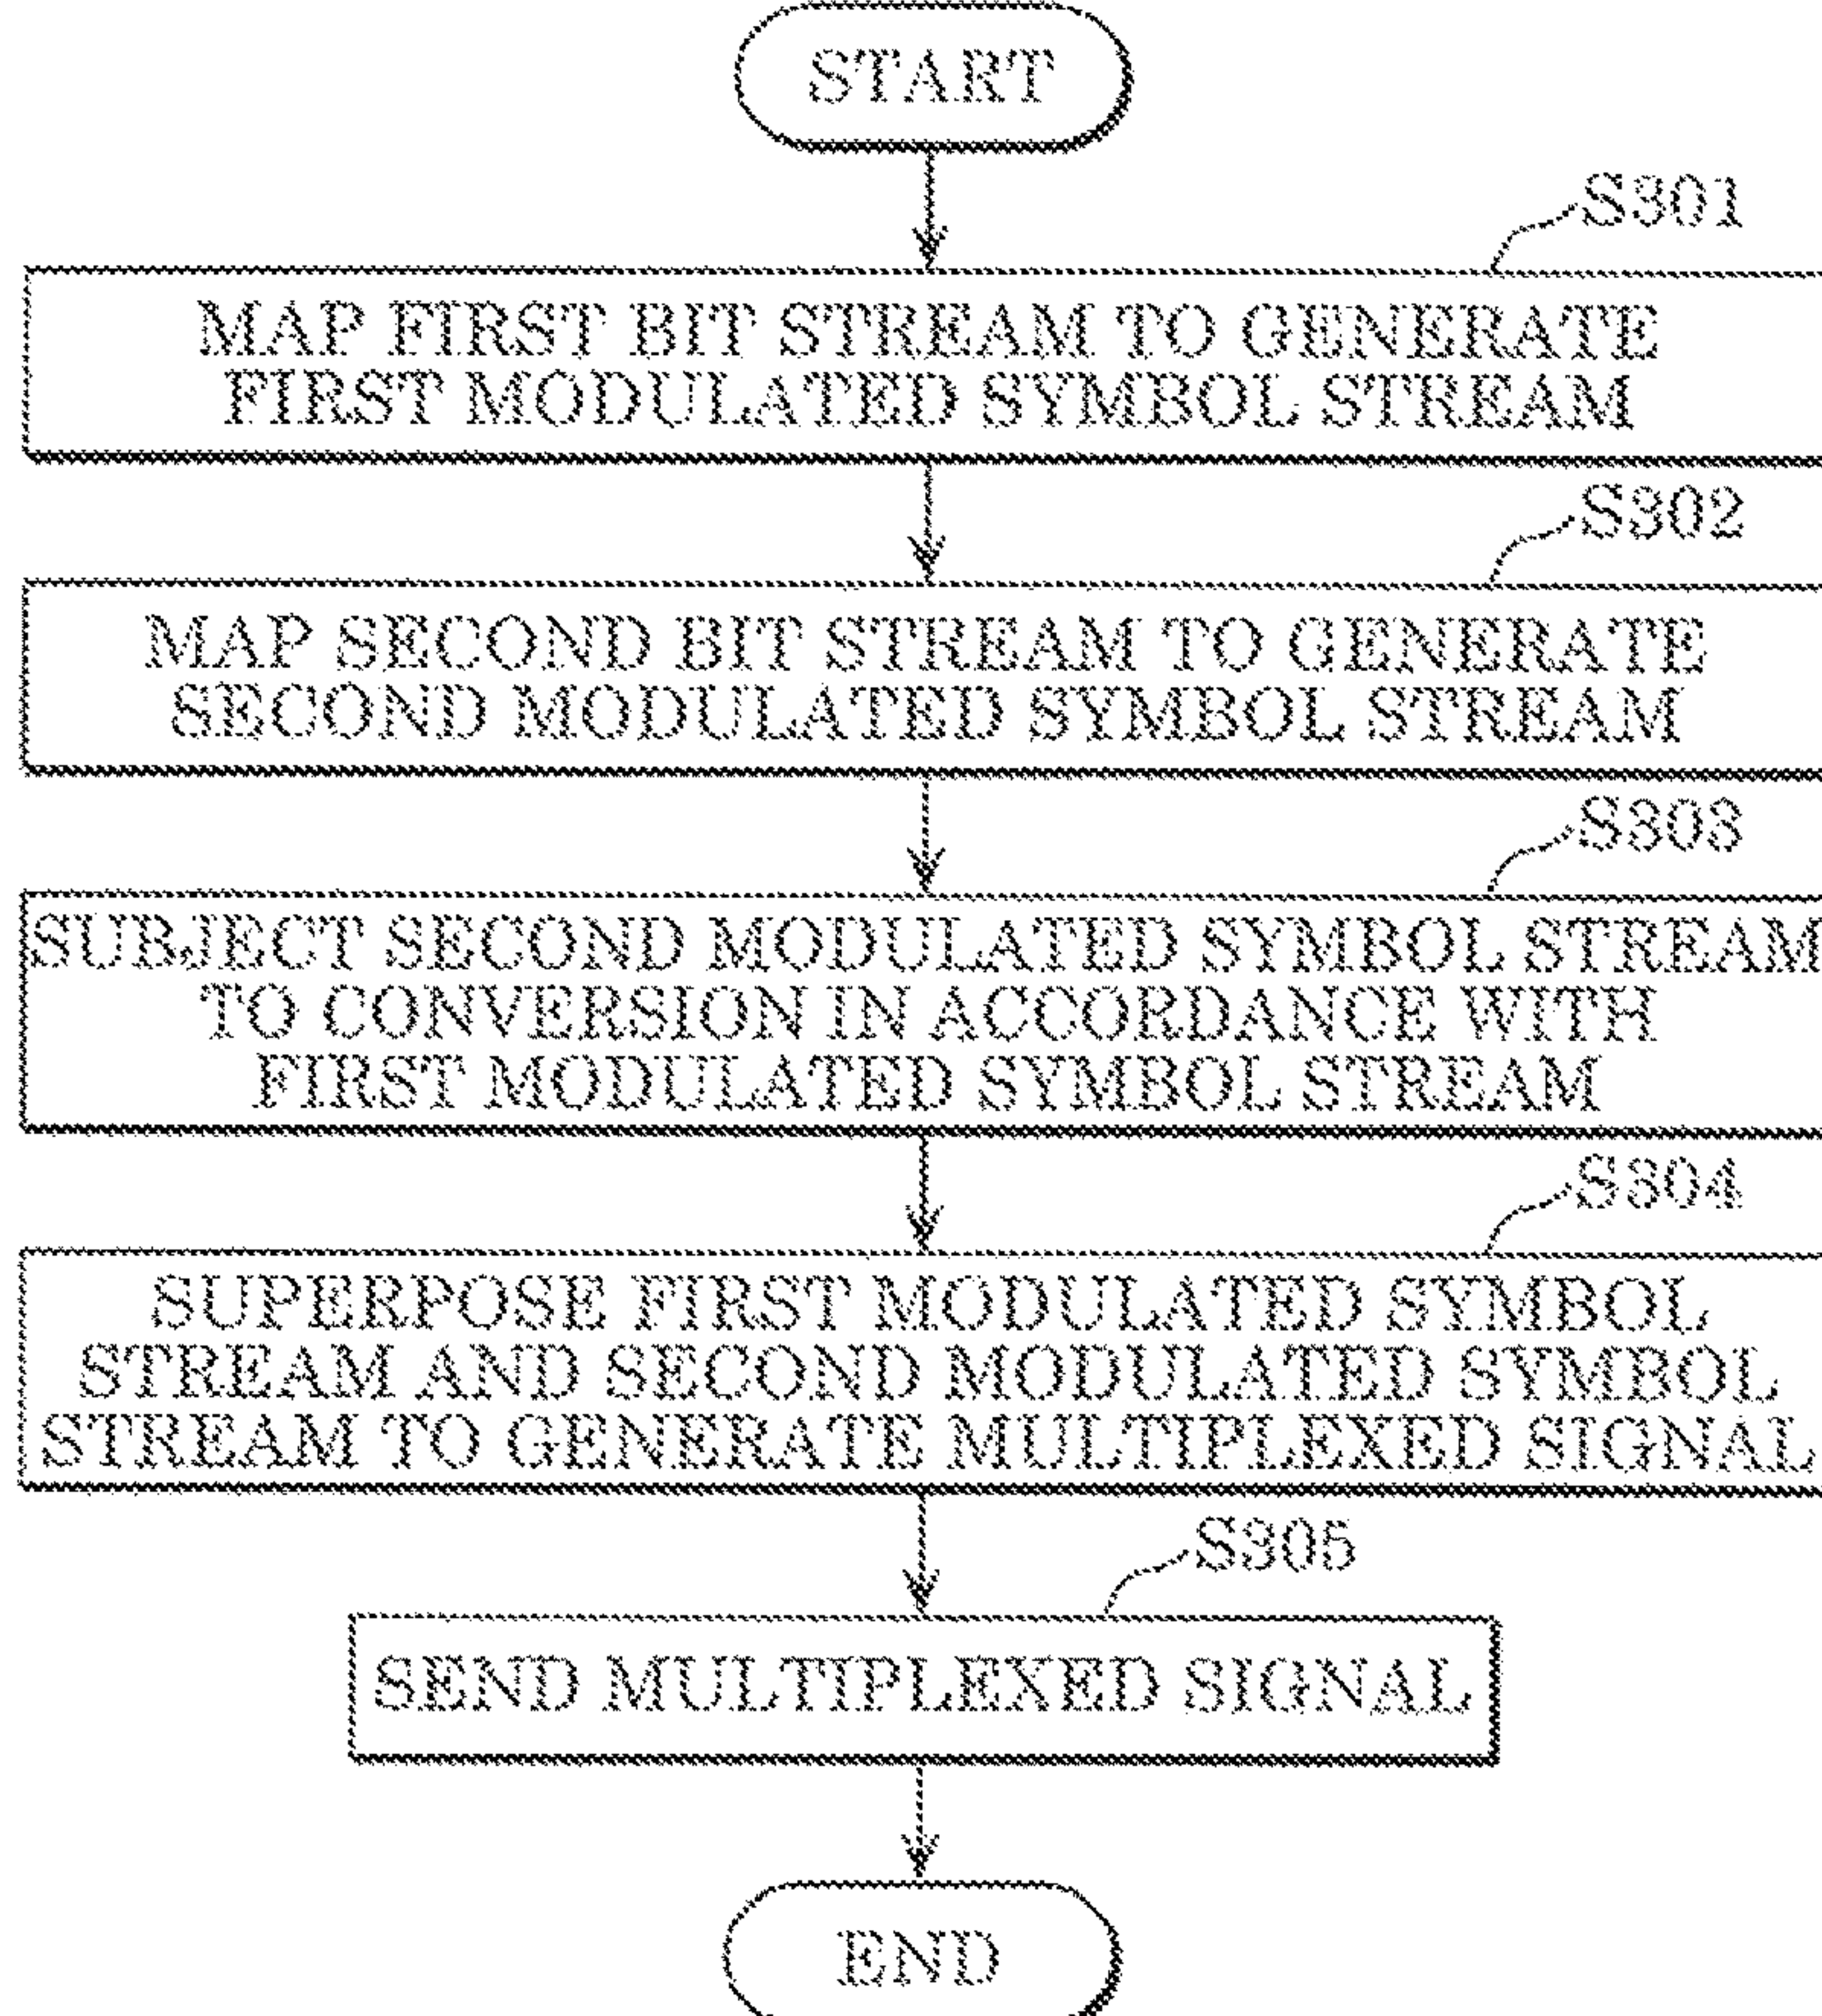 START
S301
MAP FIRST BIT STREAM TO GENERATE
FIRST MODULATED SYMBOL STREAM
S302
MAP SECOND BIT STREAM TO GENERATE
SECOND MODULATED SYMBOL STREAM
S303
SUBJECT SECOND MODULATED SYMBOL STREAM
TO CONVERSION IN ACCORDANCE WITH
FIRST MODULATED SYMBOL STREAM
S304
SUPERPOSE FIRST MODULATED SYMBOL
STREAM AND SECOND MODULATED SYMBOL
STREAM TO GENERATE MULTIPLEXED SIGNAL
S305
SEND MULTIPLEXED SIGNAL
END